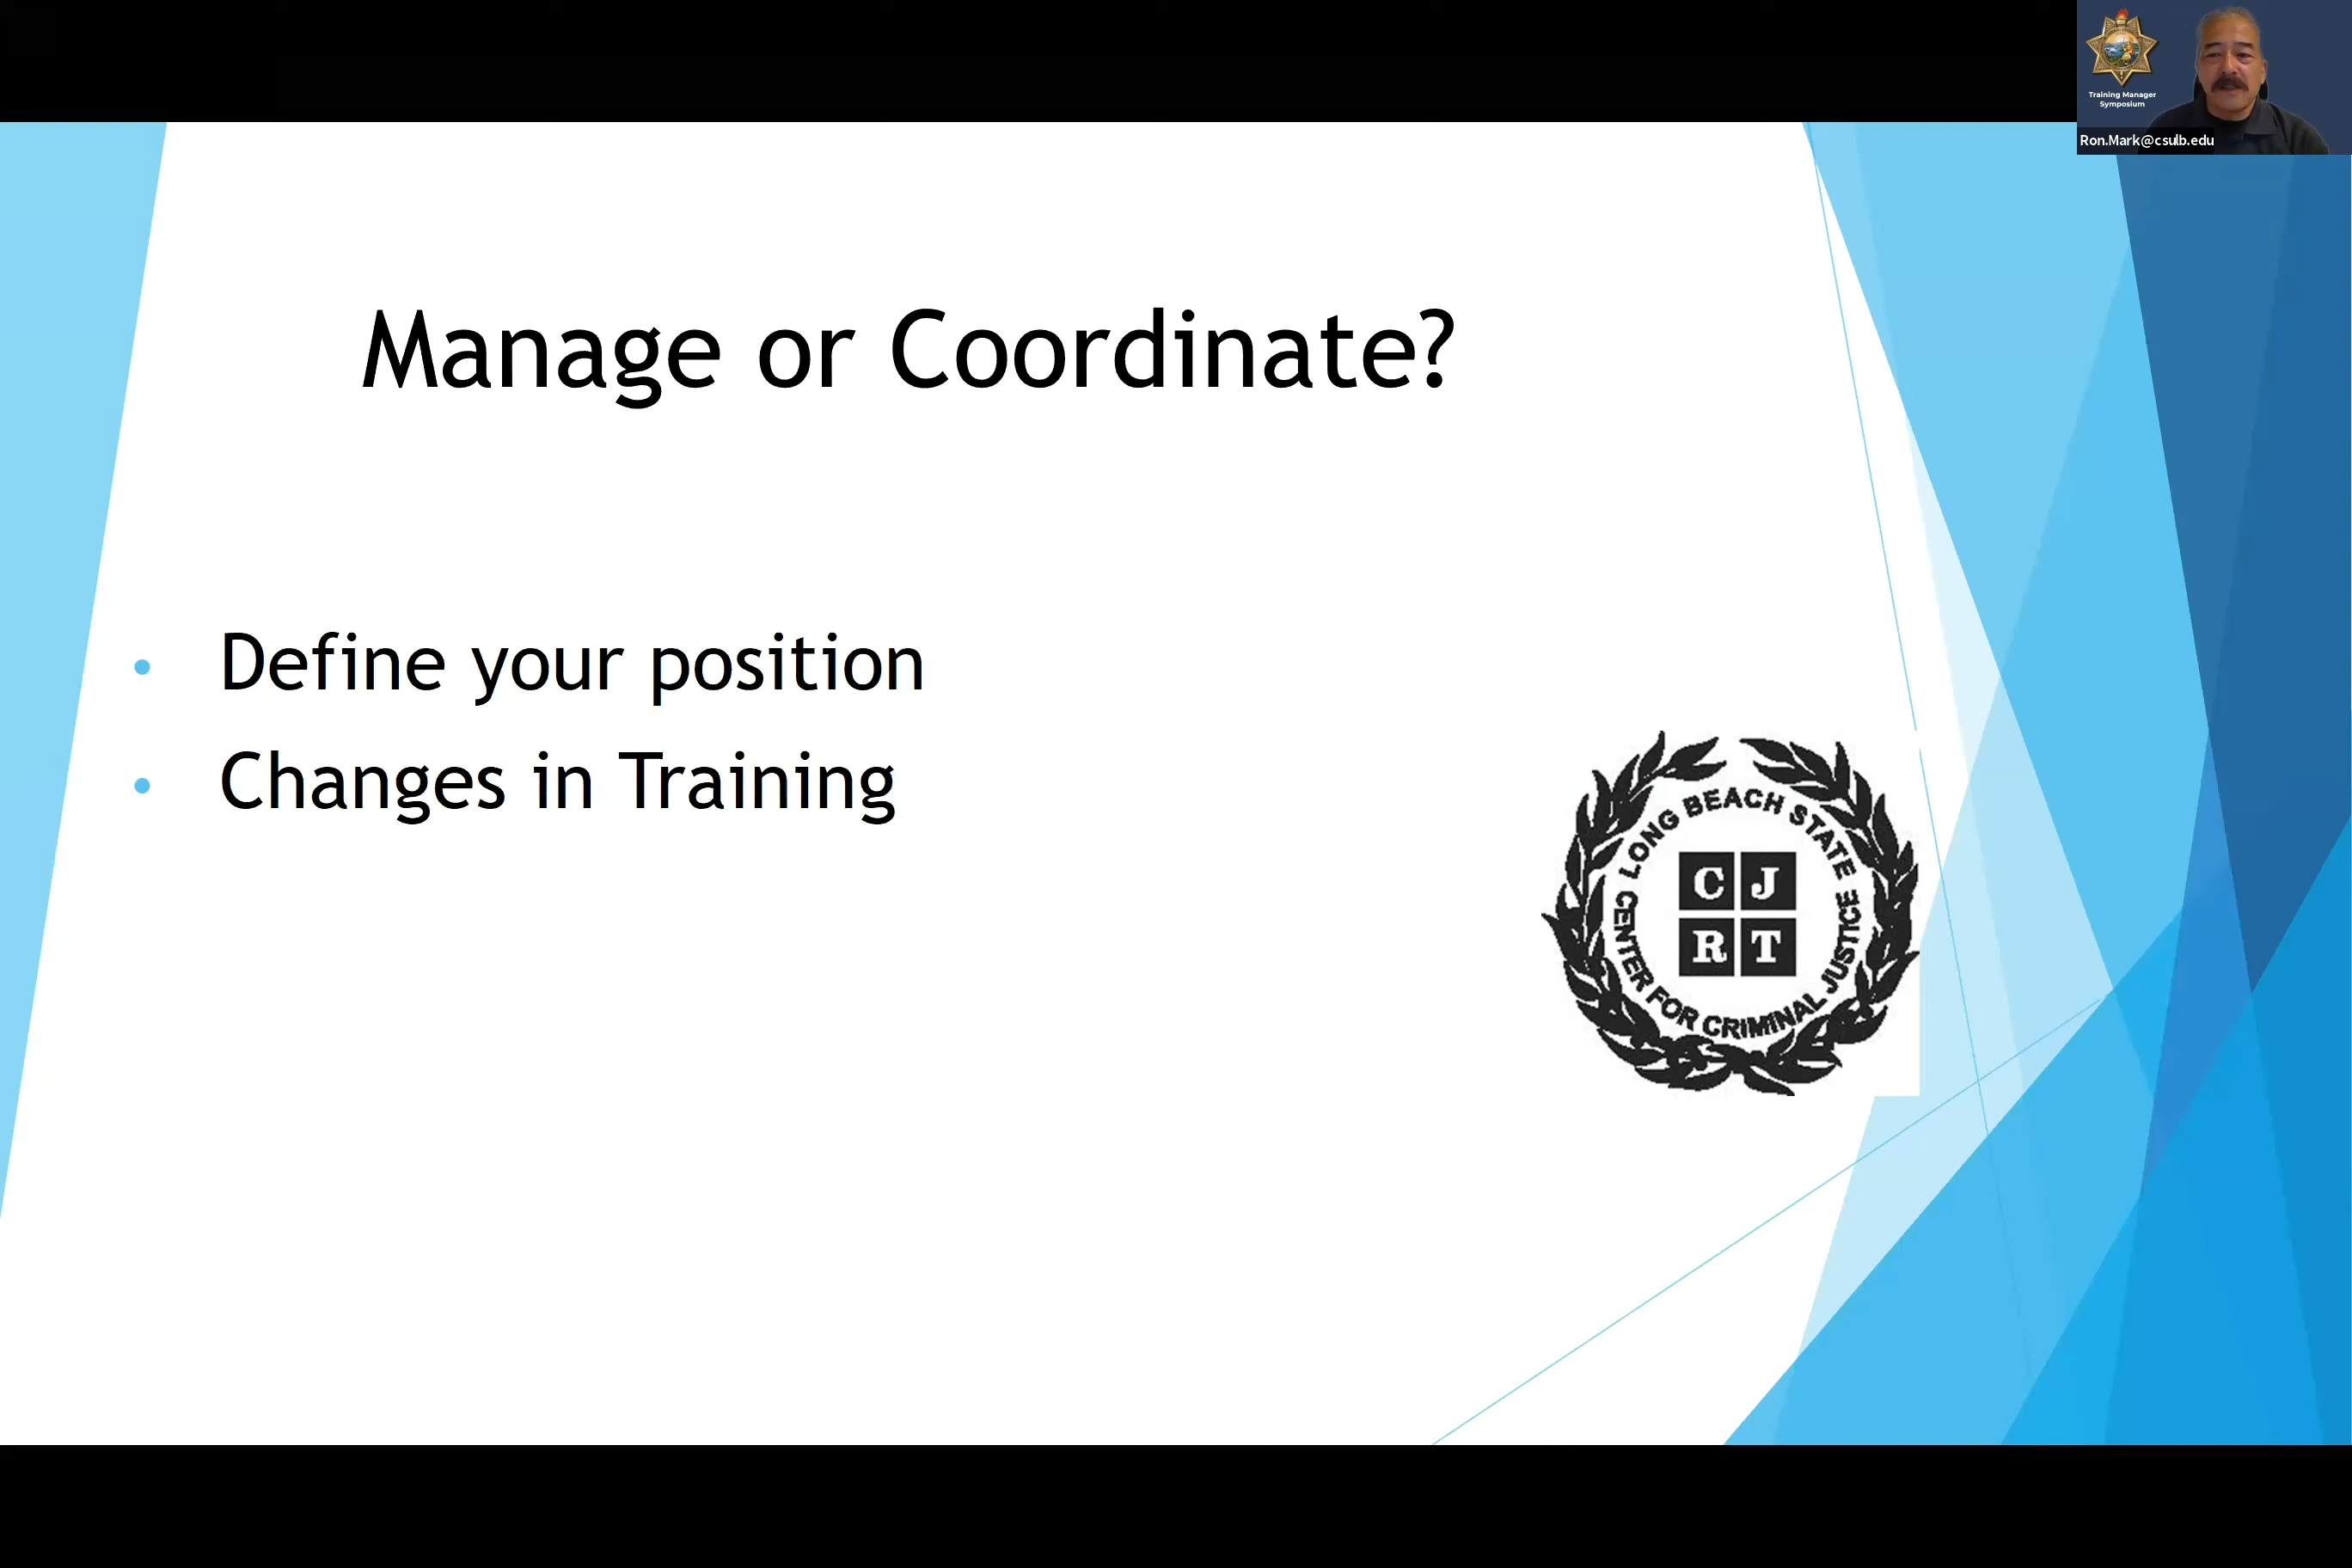 Training Manager
Symposium
Ron.Mark@csulb.edu
Manage or Coordinate?
• Define your position
• Changes in Training
LONG BEACH STATE
C J
R T
CENTER FOR CRIMINAL JUSTICE